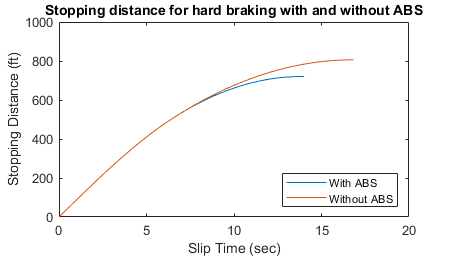 Stopping distance for hard braking with and without ABS
1000
800
600
400
200
0
Stopping Distance (ft)
With ABS
Without ABS
0 5 10 15 20
Slip Time (sec)